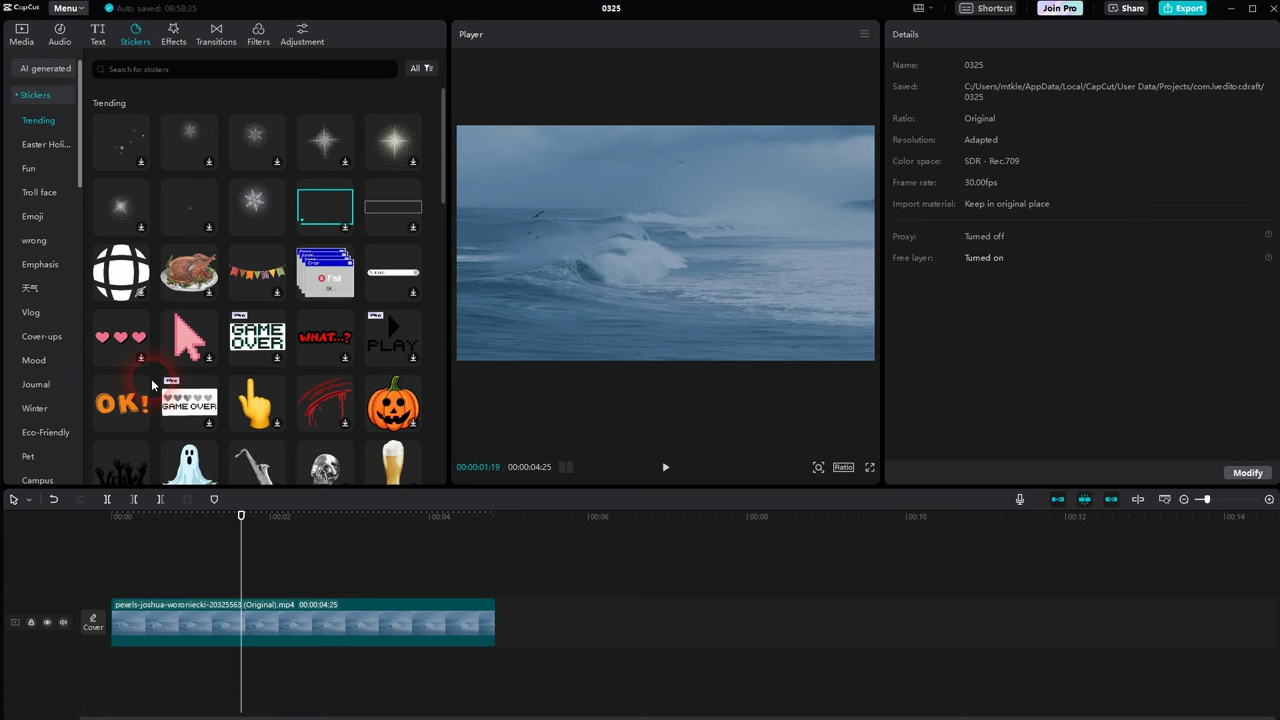 CapCut Menu Auto saved: 08:58:35 0325 Shortcut Join Pro Share Export
Media Audio Text Stickers Effects Transitions Filters Adjustment
AI generated
Stickers
Trending
Easter Holi...
Fun
Troll face
Emoji
wrong
Emphasis
天气
Vlog
Cover-ups
Mood
Journal
Winter
Eco-Friendly
Pet
Campus
Search for stickers All
Trending
Error
Fail
OK
Pro
GAME
OVER
WHAT...?
Pro
PLAY
OK!
Pro
GAME OVER
Player
00:00:01:19 00:00:04:25 Ratio
Details
Name: 0325
Saved: C:/Users/mtkle/AppData/Local/CapCut/User Data/Projects/com.lveditor.draft/
0325
Ratio: Original
Resolution: Adapted
Color space: SDR - Rec.709
Frame rate: 30.00fps
Import material: Keep in original place
Proxy: Turned off
Free layer: Turned on
Modify
00:00 00:02 00:04 00:06 00:08 00:10 00:12 00:14
Cover
pexels-joshua-woroniecki-20325563 (Original).mp4 00:00:04:25